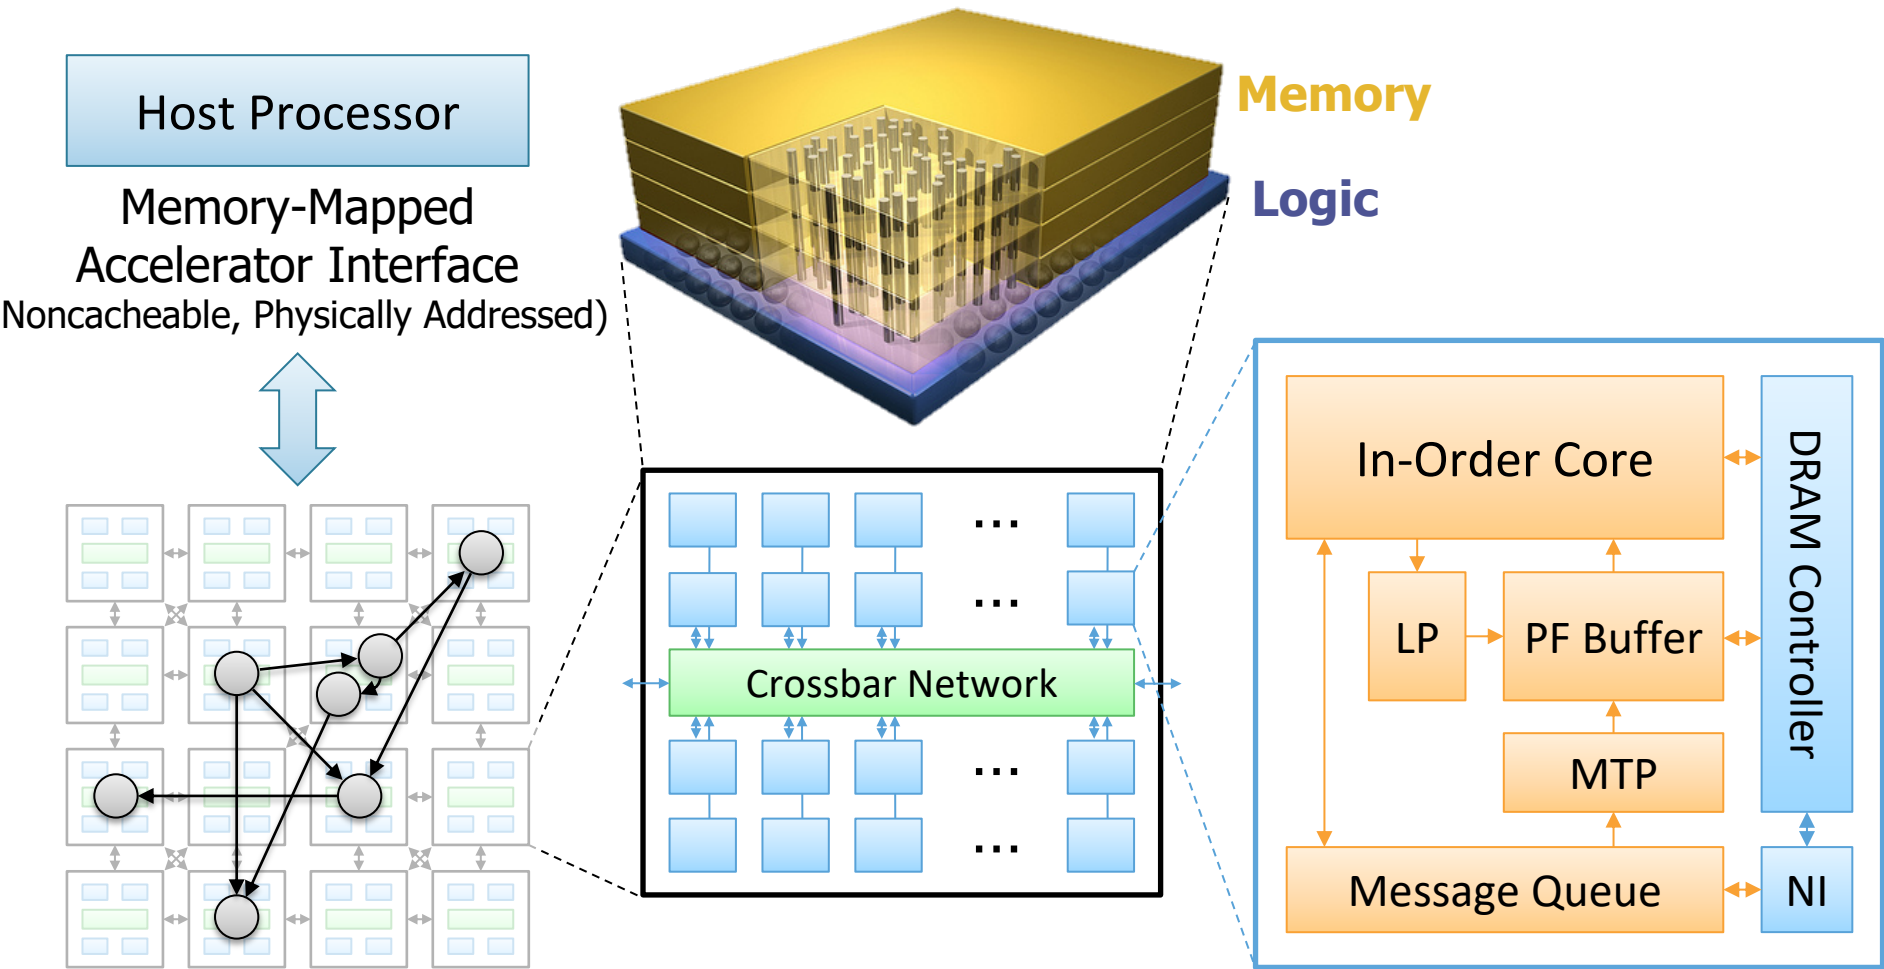 Host Processor
Memory-Mapped
Accelerator Interface
Noncacheable, Physically Addressed)
Memory
Logic
...
...
Crossbar Network
...
...
In-Order Core
LP
PF Buffer
MTP
Message Queue
DRAM Controller
NI